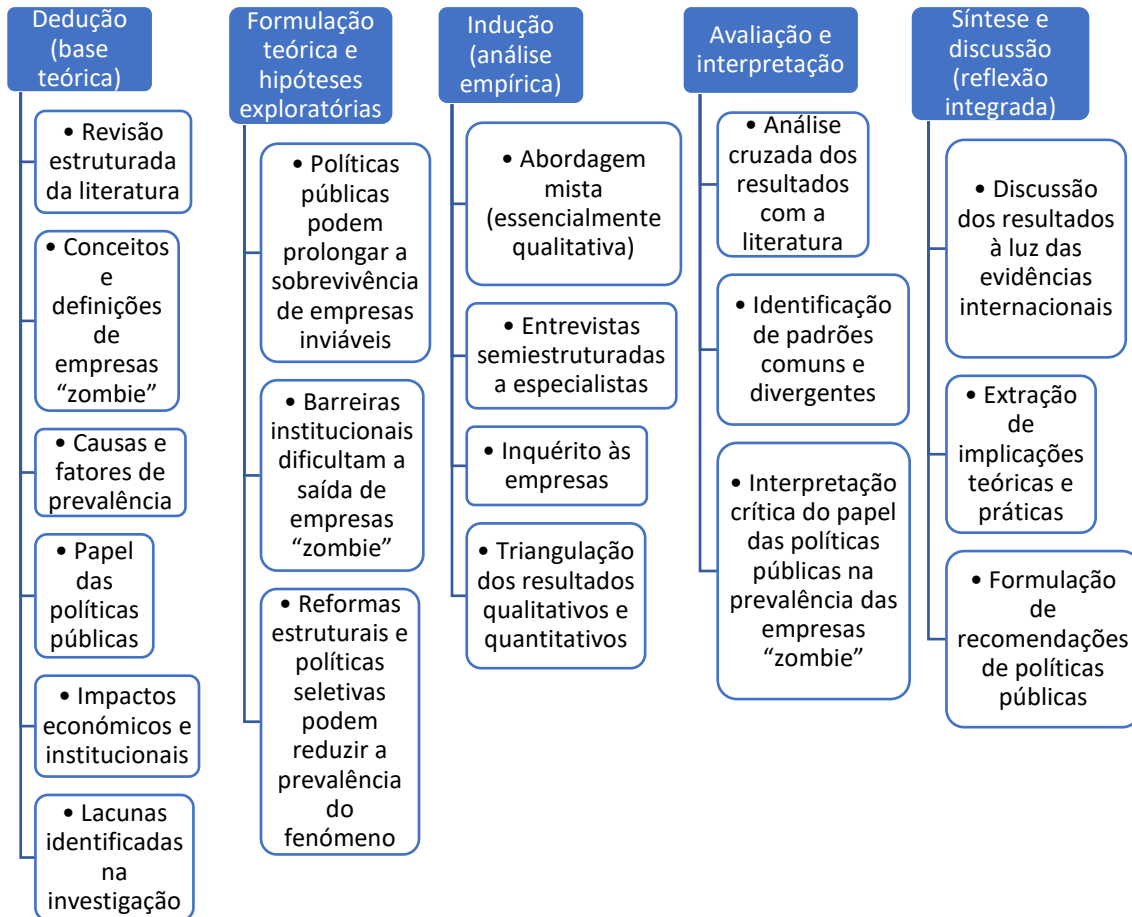 Dedução
(base
teórica)
• Revisão
estruturada
da literatura
• Conceitos
e
definições
de
empresas
“zombie”
• Causas e
fatores de
prevalência
• Papel
das
políticas
públicas
• Impactos
económicos e
institucionais
• Lacunas
identificadas
na
investigação
Formulação
teórica e
hipóteses
exploratórias
• Políticas
públicas
podem
prolongar a
sobrevivência
de empresas
inviáveis
• Barreiras
institucionais
dificultam a
saída de
empresas
“zombie”
• Reformas
estruturais e
políticas
seletivas
podem
reduzir a
prevalência
do
fenómeno
Indução
(análise
empírica)
• Abordagem
mista
(essencialmente
qualitativa)
• Entrevistas
semiestruturadas
a especialistas
• Inquérito às
empresas
• Triangulação
dos resultados
qualitativos e
quantitativos
Avaliação e
interpretação
• Análise
cruzada dos
resultados
com a
literatura
• Identificação
de padrões
comuns e
divergentes
• Interpretação
crítica do papel
das políticas
públicas na
prevalência das
empresas
“zombie”
Síntese e
discussão
(reflexão
integrada)
• Discussão
dos resultados
à luz das
evidências
internacionais
• Extração
de
implicações
teóricas e
práticas
• Formulação
de
recomendações
de políticas
públicas